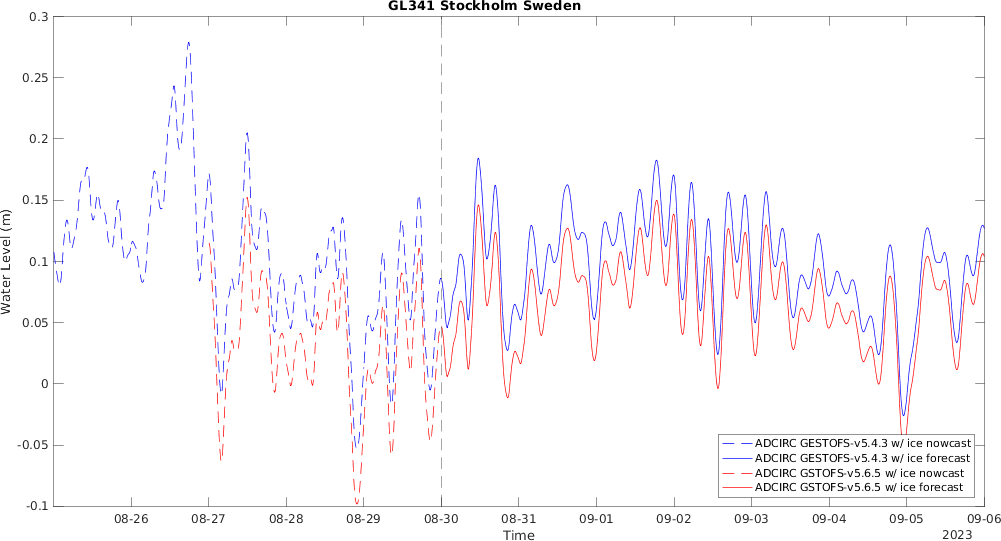 GL341 Stockholm Sweden
0.3
0.25
0.2
0.15
0.1
0.05
0
-0.05
-0.1
Water Level (m)
08-26 08-27 08-28 08-29 08-30 08-31 09-01 09-02 09-03 09-04 09-05 09-06
Time
2023
ADCIRC GESTOFS-v5.4.3 w/ ice nowcast
ADCIRC GESTOFS-v5.4.3 w/ ice forecast
ADCIRC GSTOFS-v5.6.5 w/ ice nowcast
ADCIRC GSTOFS-v5.6.5 w/ ice forecast